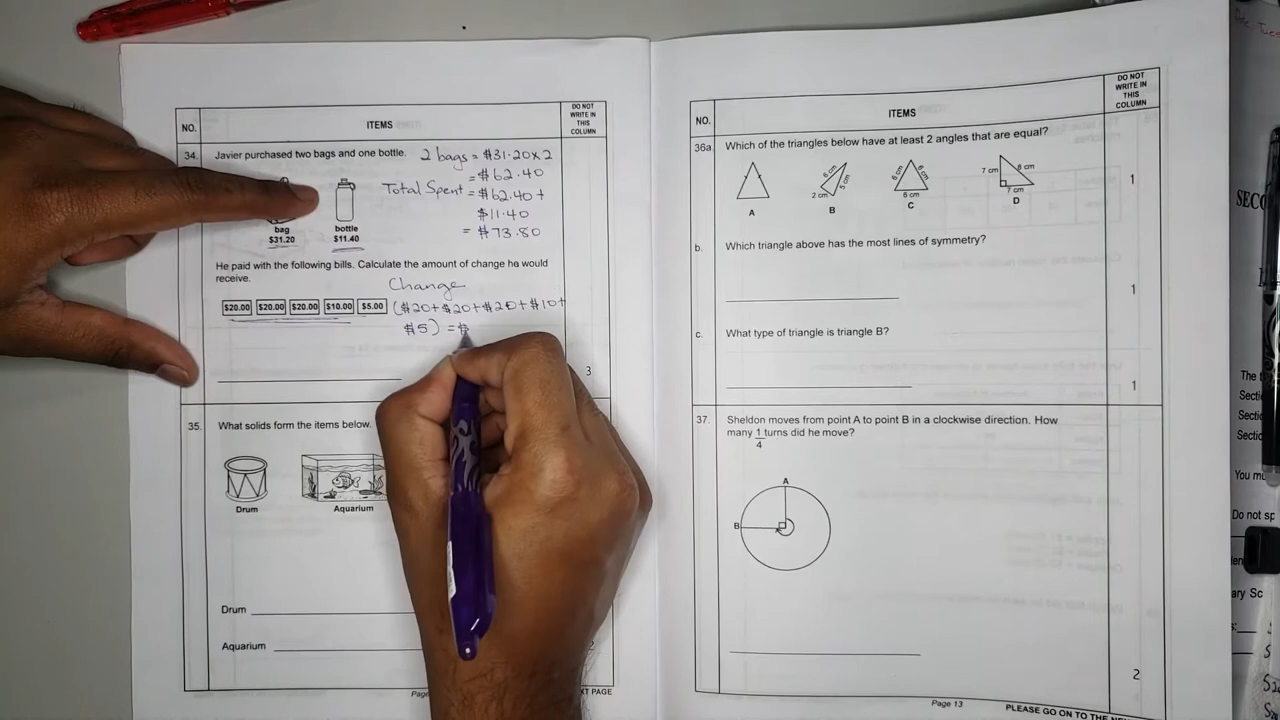 NO.
ITEMS
DO NOT
WRITE IN
THIS
COLUMN
34.
Javier purchased two bags and one bottle.
2 bags = $31.20x2
= $62.40
Total Spent = $62.40 +
$11.40
= $73.80
bag
$31.20
bottle
$11.40
He paid with the following bills. Calculate the amount of change he would
receive.
Change
$20.00 $20.00 $20.00 $10.00 $5.00
($20+$20+$20+$10+
$5) = $
3
35.
What solids form the items below.
Drum
Aquarium
Drum
Aquarium
NO.
ITEMS
DO NOT
WRITE IN
THIS
COLUMN
36a.
Which of the triangles below have at least 2 angles that are equal?
A
6 cm
5 cm
2 cm
B
6 cm
6 cm
6 cm
C
7 cm
8 cm
7 cm
D
1
b.
Which triangle above has the most lines of symmetry?
1
c.
What type of triangle is triangle B?
1
37.
Sheldon moves from point A to point B in a clockwise direction. How
many 1/4 turns did he move?
A
B
2
Page 13
The
Do not sp
ary Sc